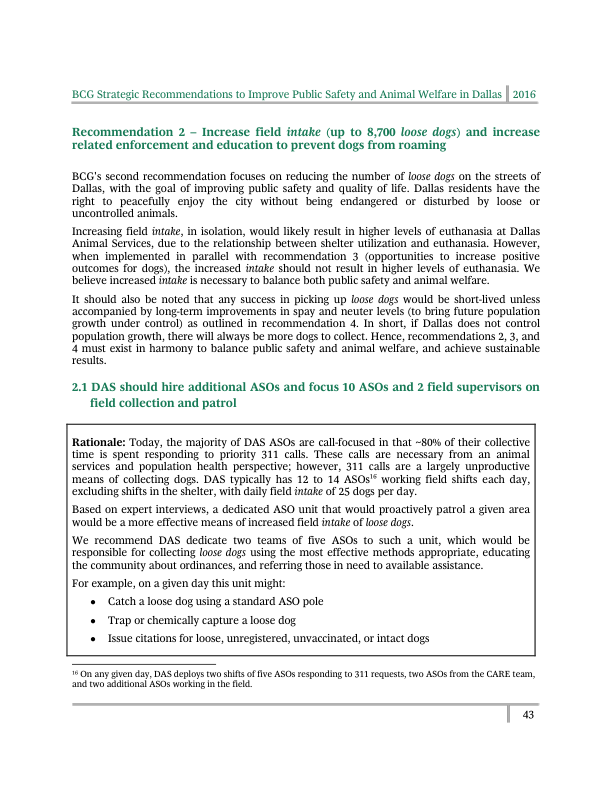 BCG Strategic Recommendations to Improve Public Safety and Animal Welfare in Dallas 2016
Recommendation 2 – Increase field intake (up to 8,700 loose dogs) and increase
related enforcement and education to prevent dogs from roaming
BCG's second recommendation focuses on reducing the number of loose dogs on the streets of
Dallas, with the goal of improving public safety and quality of life. Dallas residents have the
right to peacefully enjoy the city without being endangered or disturbed by loose or
uncontrolled animals.
Increasing field intake, in isolation, would likely result in higher levels of euthanasia at Dallas
Animal Services, due to the relationship between shelter utilization and euthanasia. However,
when implemented in parallel with recommendation 3 (opportunities to increase positive
outcomes for dogs), the increased intake should not result in higher levels of euthanasia. We
believe increased intake is necessary to balance both public safety and animal welfare.
It should also be noted that any success in picking up loose dogs would be short-lived unless
accompanied by long-term improvements in spay and neuter levels (to bring future population
growth under control) as outlined in recommendation 4. In short, if Dallas does not control
population growth, there will always be more dogs to collect. Hence, recommendations 2, 3, and
4 must exist in harmony to balance public safety and animal welfare, and achieve sustainable
results.
2.1 DAS should hire additional ASOs and focus 10 ASOs and 2 field supervisors on
field collection and patrol
Rationale: Today, the majority of DAS ASOs are call-focused in that ~80% of their collective
time is spent responding to priority 311 calls. These calls are necessary from an animal
services and population health perspective; however, 311 calls are a largely unproductive
means of collecting dogs. DAS typically has 12 to 14 ASOs¹⁶ working field shifts each day,
excluding shifts in the shelter, with daily field intake of 25 dogs per day.
Based on expert interviews, a dedicated ASO unit that would proactively patrol a given area
would be a more effective means of increased field intake of loose dogs.
We recommend DAS dedicate two teams of five ASOs to such a unit, which would be
responsible for collecting loose dogs using the most effective methods appropriate, educating
the community about ordinances, and referring those in need to available assistance.
For example, on a given day this unit might:
● Catch a loose dog using a standard ASO pole
● Trap or chemically capture a loose dog
● Issue citations for loose, unregistered, unvaccinated, or intact dogs
¹⁶ On any given day, DAS deploys two shifts of five ASOs responding to 311 requests, two ASOs from the CARE team,
and two additional ASOs working in the field.
43